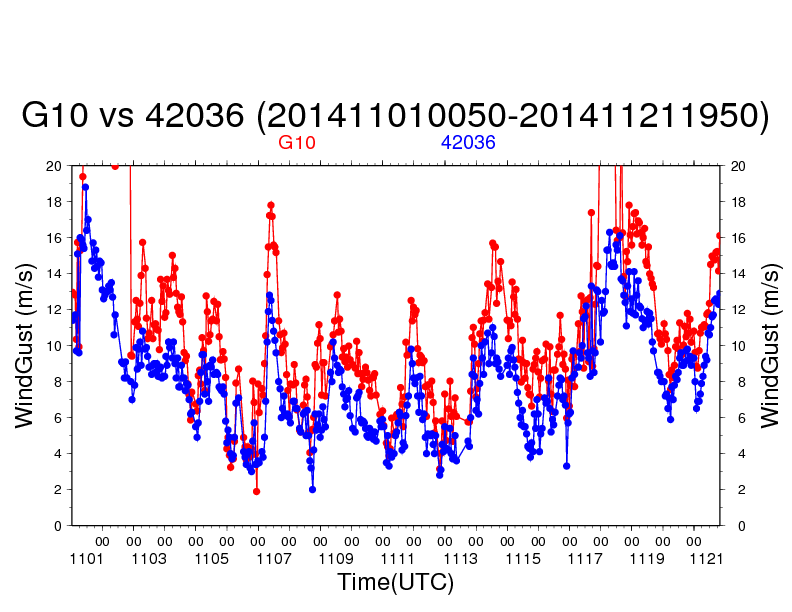 G10 vs 42036 (201411010050-201411211950)
G10 42036
20 20
18 18
16 16
14 14
12 12
10 10
8 8
6 6
4 4
2 2
0 0
WindGust (m/s)
WindGust (m/s)
00 00 00 00 00 00 00 00 00 00 00
1101 1103 1105 1107 1109 1111 1113 1115 1117 1119 1121
Time(UTC)